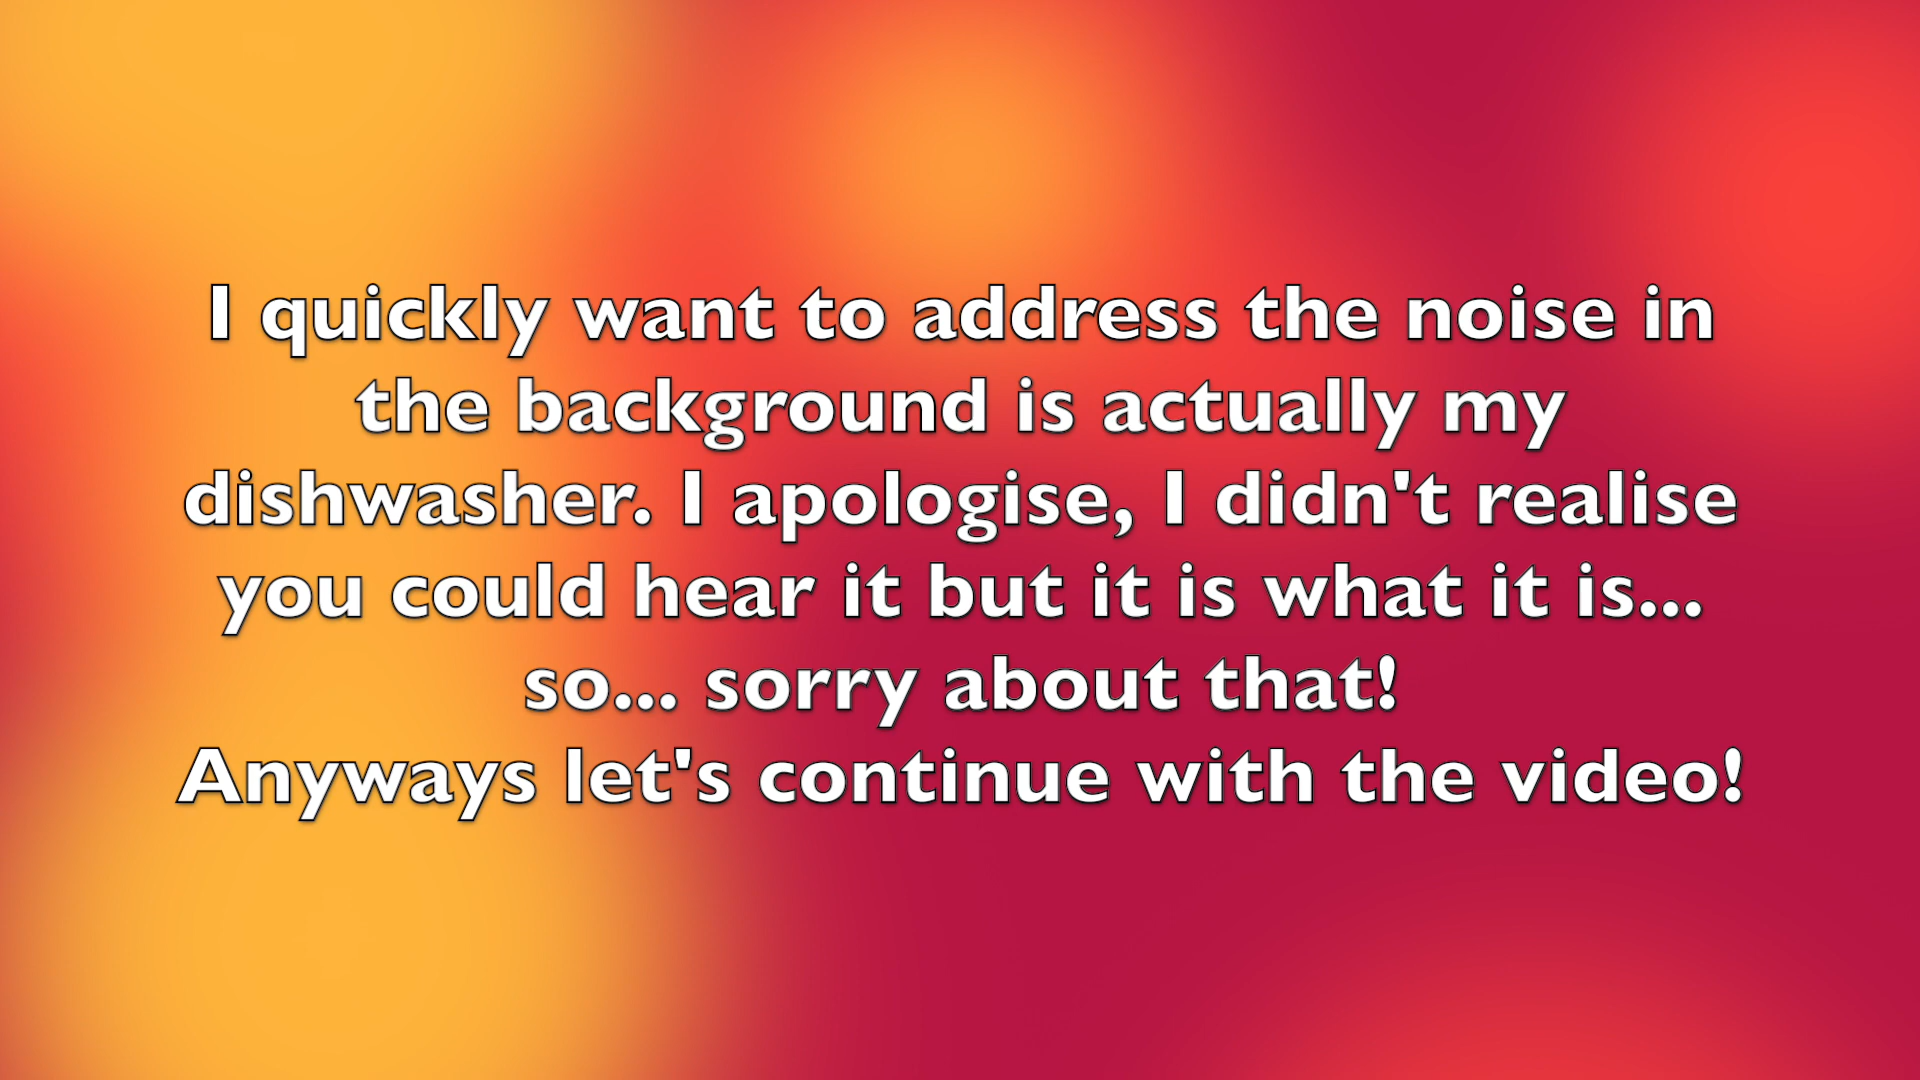 I quickly want to address the noise in
the background is actually my
dishwasher. I apologise, I didn't realise
you could hear it but it is what it is...
so... sorry about that!
Anyways let's continue with the video!